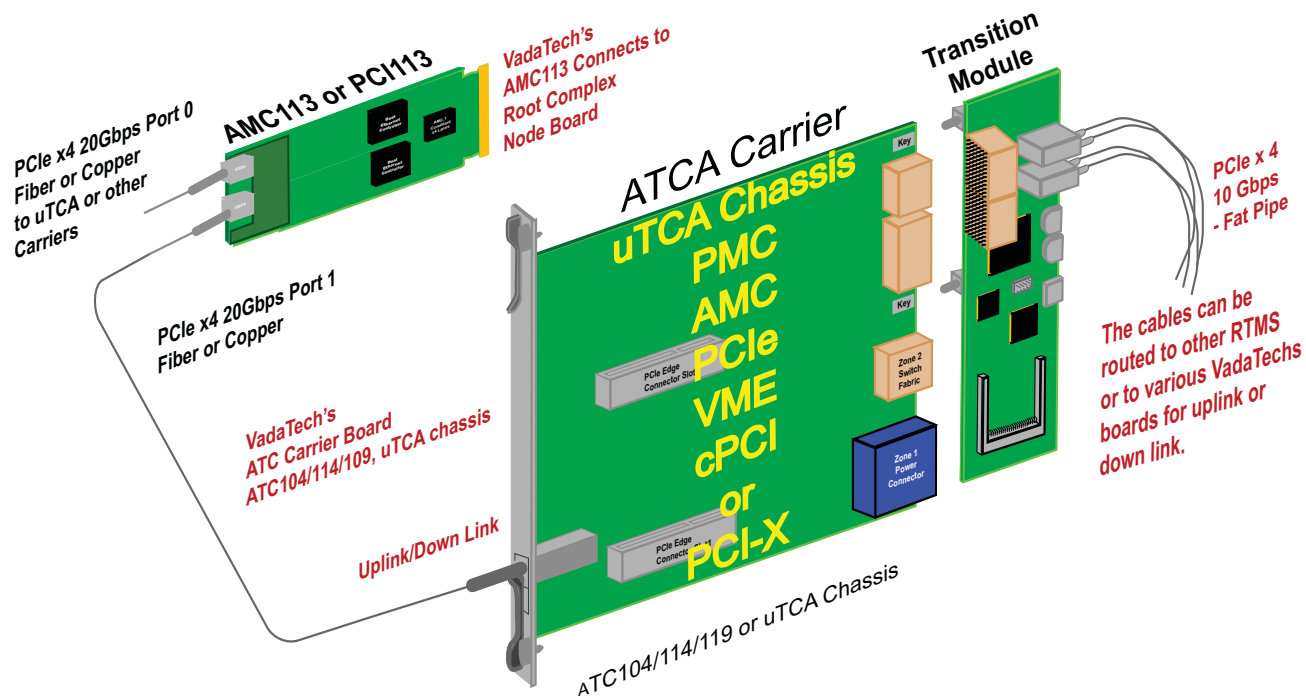 AMC113 or PCI113
VadaTech's
AMC113 Connects to
Root Complex
Node Board
PCIe x4 20Gbps Port 0
Fiber or Copper
to uTCA or other
Carriers
PCIe x4 20Gbps Port 1
Fiber or Copper
VadaTech's
ATC Carrier Board
ATC104/114/109, uTCA chassis
Uplink/Down Link
ATCA Carrier
uTCA Chassis
PMC
AMC
PCIe
VME
cPCI
or
PCI-X
PCIe Edge
Connector Slot
PCIe Edge
Connector
Key
Key
Zone 2
Switch
Fabric
Zone 1
Power
Connector
ATC104/114/119 or uTCA Chassis
Transition
Module
PCIe x 4
10 Gbps
- Fat Pipe
The cables can be
routed to other RTMS
or to various VadaTechs
boards for uplink or
down link.